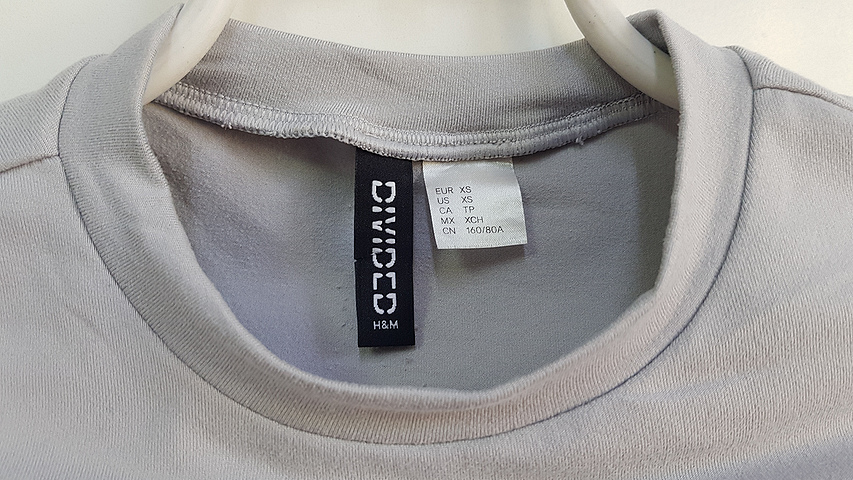 DIVIDED
H&M
EUR XS
US XS
CA TP
MX XCH
CN 160/80A